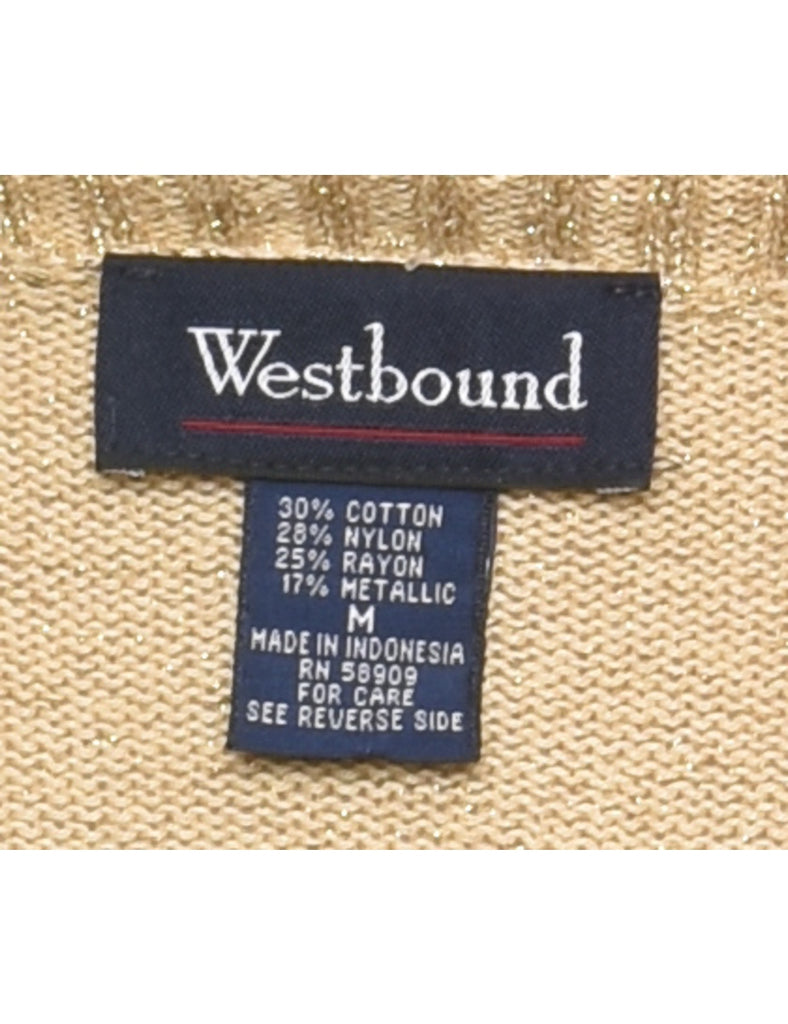 Westbound
30% COTTON
28% NYLON
25% RAYON
17% METALLIC
M
MADE IN INDONESIA
RN 58909
FOR CARE
SEE REVERSE SIDE